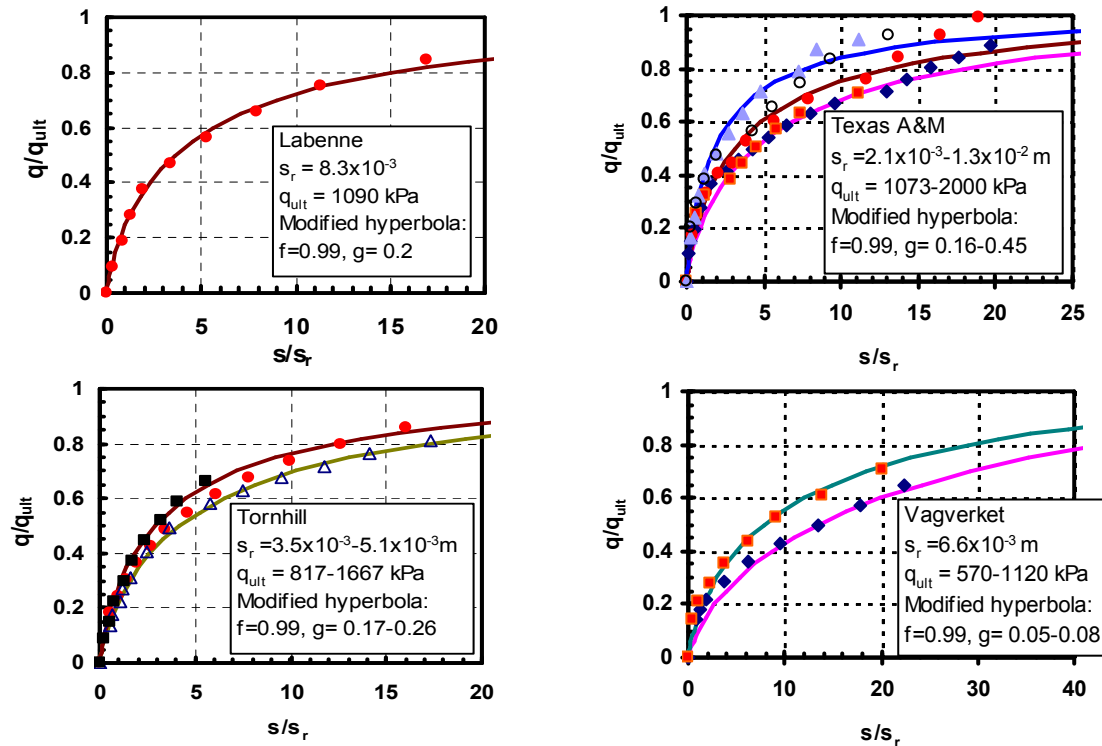 1
0.8
0.6
0.4
0.2
0
q/qult
Labenne
sr = 8.3x10-3
qult = 1090 kPa
Modified hyperbola:
f=0.99, g= 0.2
0 5 10 15 20
s/sr
1
0.8
0.6
0.4
0.2
0
q/qult
Texas A&M
sr =2.1x10-3-1.3x10-2 m
qult = 1073-2000 kPa
Modified hyperbola:
f=0.99, g= 0.16-0.45
0 5 10 15 20 25
s/sr
1
0.8
0.6
0.4
0.2
0
q/qult
Tornhill
sr =3.5x10-3-5.1x10-3m
qult = 817-1667 kPa
Modified hyperbola:
f=0.99, g= 0.17-0.26
0 5 10 15 20
s/sr
1
0.8
0.6
0.4
0.2
0
q/qult
Vagverket
sr =6.6x10-3 m
qult = 570-1120 kPa
Modified hyperbola:
f=0.99, g= 0.05-0.08
0 10 20 30 40
s/sr